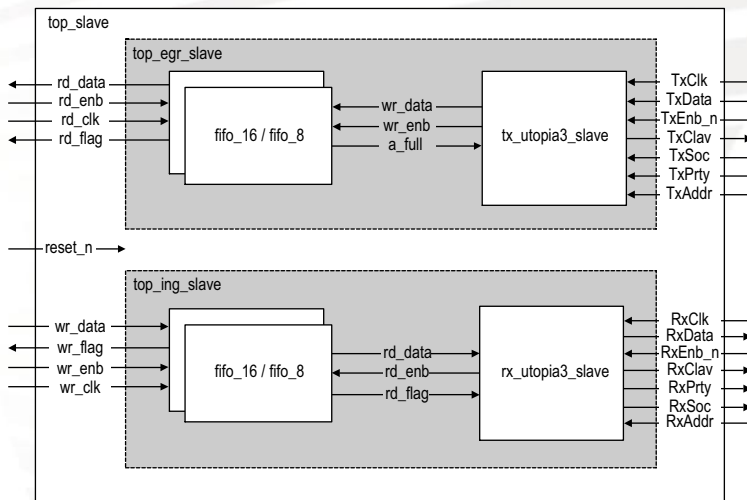 top_slave
top_egr_slave
rd_data
rd_enb
rd_clk
rd_flag
fifo_16 / fifo_8
wr_data
wr_enb
a_full
tx_utopia3_slave
TxClk
TxData
TxEnb_n
TxClav
TxSoc
TxPrty
TxAddr
reset_n
top_ing_slave
wr_data
wr_flag
wr_enb
wr_clk
fifo_16 / fifo_8
rd_data
rd_enb
rd_flag
rx_utopia3_slave
RxClk
RxData
RxEnb_n
RxClav
RxPrty
RxSoc
RxAddr